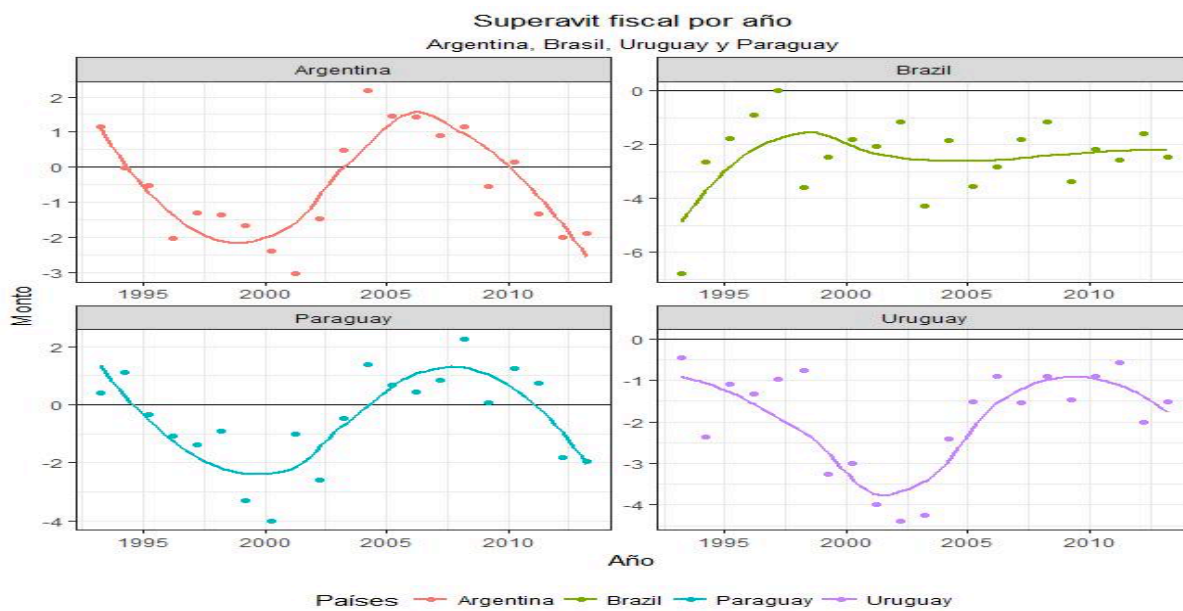 Superavit fiscal por año
Argentina, Brasil, Uruguay y Paraguay
Argentina
Brazil
2
1
0
-1
-2
-3
0
-2
-4
-6
1995 2000 2005 2010
1995 2000 2005 2010
Monto
Paraguay
Uruguay
2
0
-2
-4
0
-1
-2
-3
-4
1995 2000 2005 2010
1995 2000 2005 2010
Año
Países Argentina Brazil Paraguay Uruguay